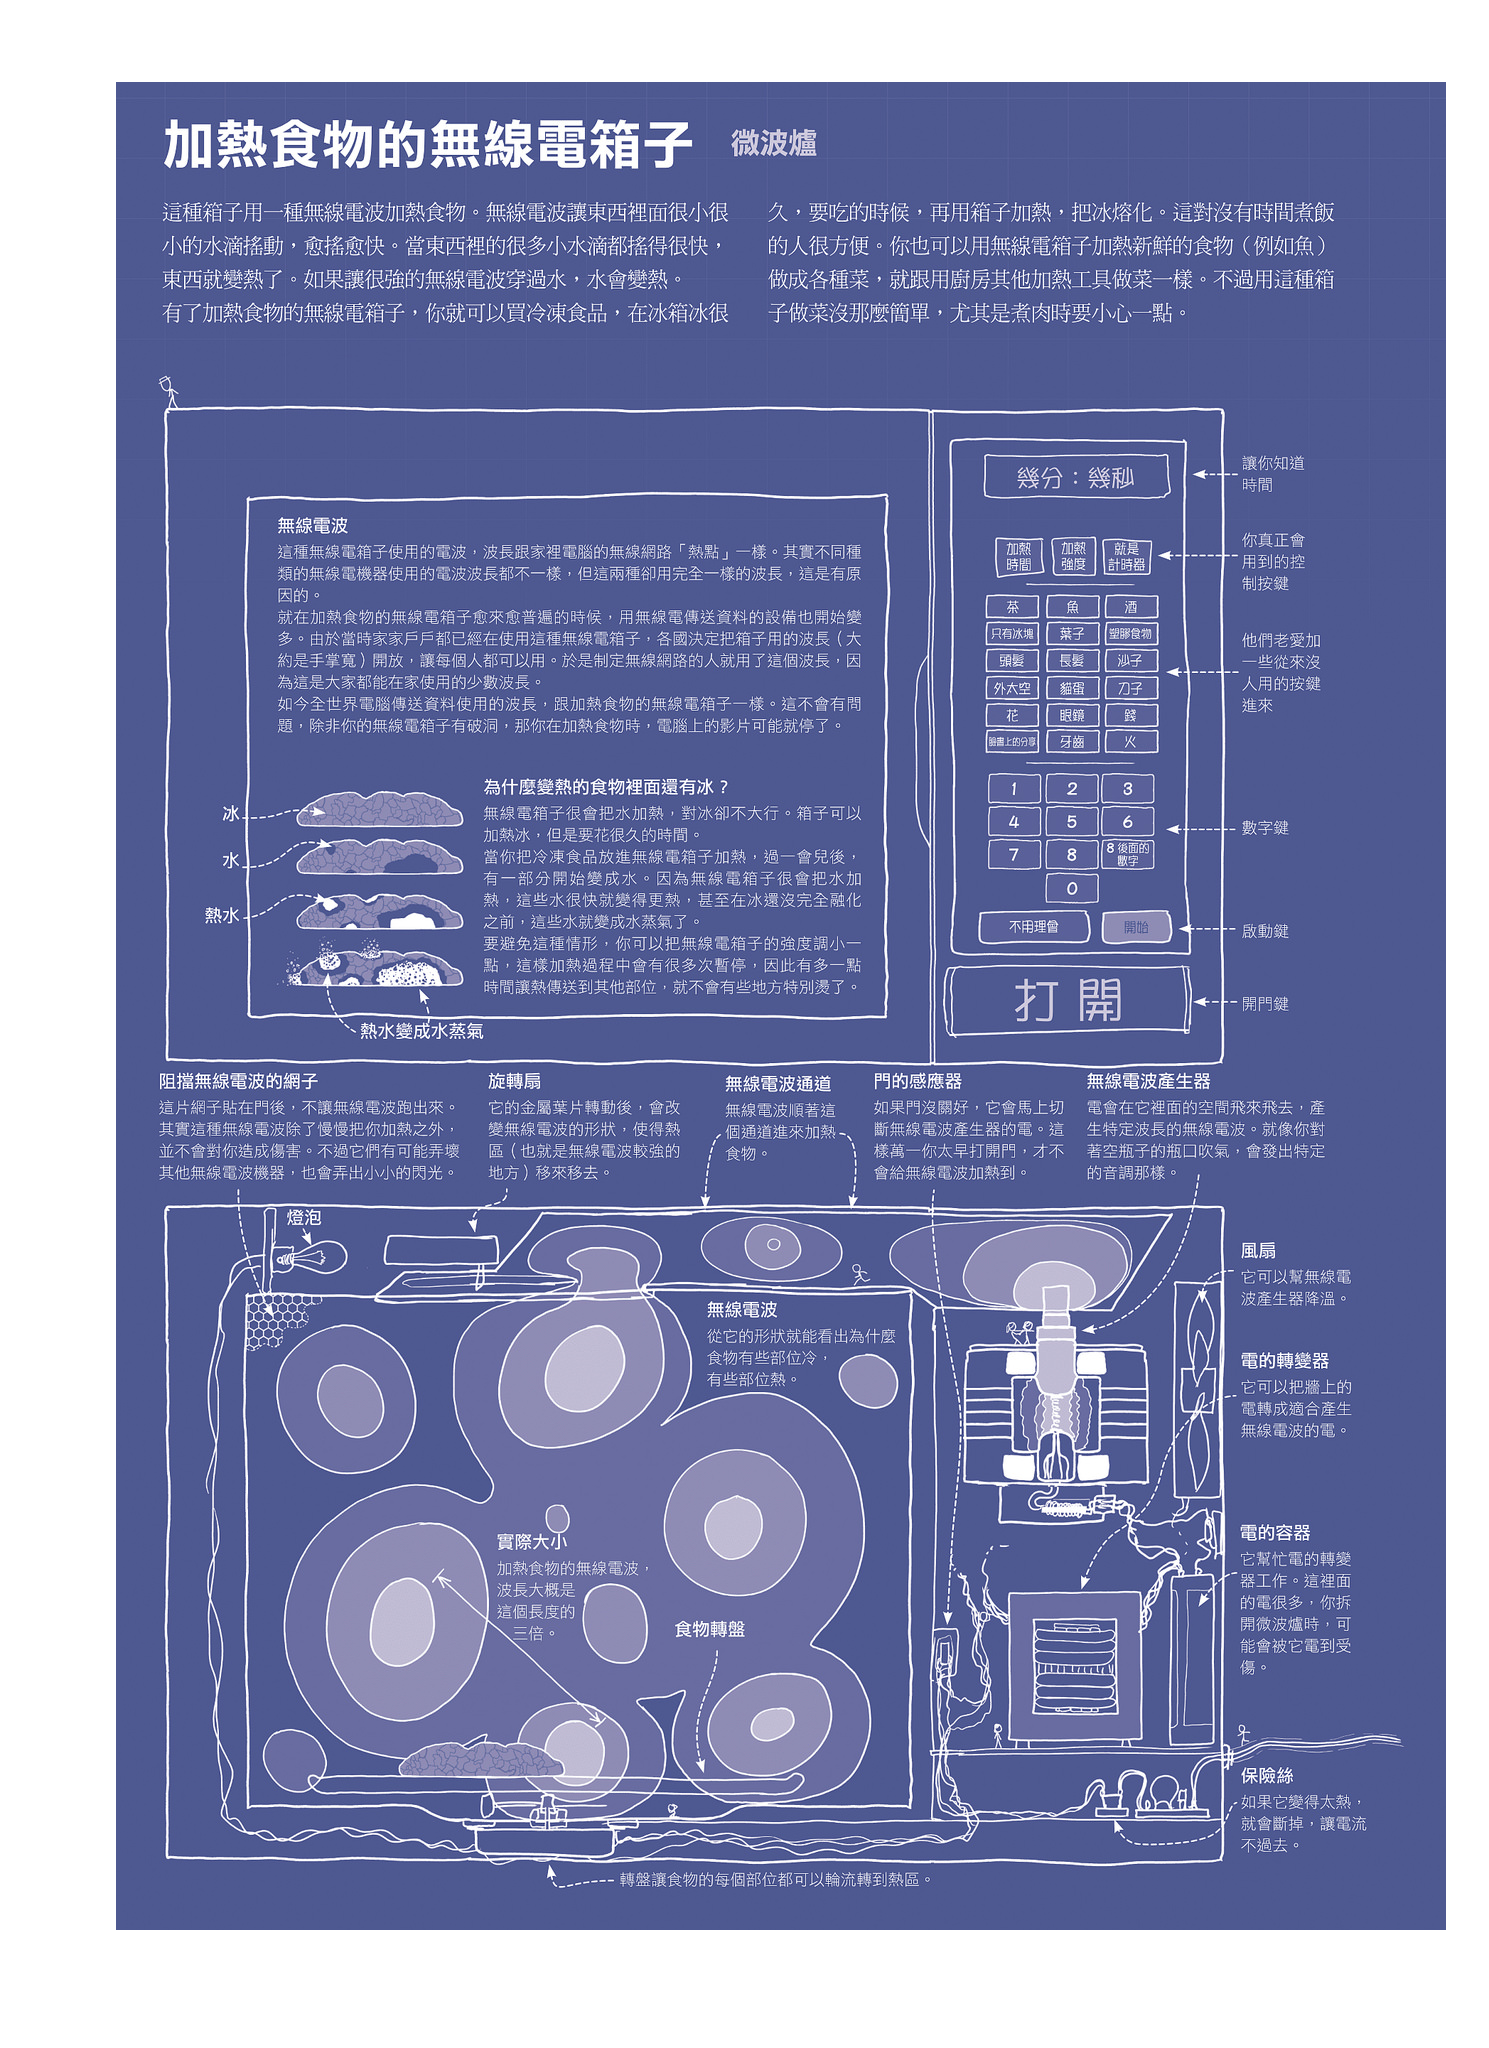 加熱食物的無線電箱子
微波爐
這種箱子用一種無線電波加熱食物。無線電波讓東西裡面很小很
小的水滴搖動，愈搖愈快。當東西裡的很多小水滴都搖得很快，
東西就變熱了。如果讓很強的無線電波穿過水，水會變熱。
有了加熱食物的無線電箱子，你就可以買冷凍食品，在冰箱冰很
久，要吃的時候，再用箱子加熱，把冰熔化。這對沒有時間煮飯
的人很方便。你也可以用無線電箱子加熱新鮮的食物（例如魚）
做成各種菜，就跟用廚房其他加熱工具做菜一樣。不過用這種箱
子做菜沒那麼簡單，尤其是煮肉時要小心一點。
無線電波
這種無線電箱子使用的電波，波長跟家裡電腦的無線網路「熱點」一樣。其實不同種
類的無線電機器使用的電波波長都不一樣，但這兩種卻用完全一樣的波長，這是有原
因的。
就在加熱食物的無線電箱子愈來愈普遍的時候，用無線電傳送資料的設備也開始變
多。由於當時家家戶戶都已經在使用這種無線電箱子，各國決定把箱子用的波長（大
約是手掌寬）開放，讓每個人都可以用。於是制定無線網路的人就用了這個波長，因
為這是大家都能在家使用的少數波長。
如今全世界電腦傳送資料使用的波長，跟加熱食物的無線電箱子一樣。這不會有問
題，除非你的無線電箱子有破洞，那你在加熱食物時，電腦上的影片可能就停了。
為什麼變熱的食物裡面還有冰？
無線電箱子很會把水加熱，對冰卻不大行。箱子可以
加熱冰，但是要花很久的時間。
當你把冷凍食品放進無線電箱子加熱，過一會兒後，
有一部分開始變成水。因為無線電箱子很會把水加
熱，這些水很快就變得更熱，甚至在冰還沒完全融化
之前，這些水就變成水蒸氣了。
要避免這種情形，你可以把無線電箱子的強度調小一
點，這樣加熱過程中會有很多次暫停，因此有多一點
時間讓熱傳送到其他部位，就不會有些地方特別燙了。
冰
水
熱水
熱水變成水蒸氣
幾分：幾秒
加熱
時間
加熱
強度
就是
計時器
茶
魚
酒
只有冰塊
葉子
塑膠食物
頭髮
長髮
沙子
外太空
貓蛋
刀子
花
眼鏡
錢
臉書上的分享
牙齒
火
1
2
3
4
5
6
7
8
8 後面的
數字
0
不用理會
開始
打開
讓你知道
時間
你真正會
用到的控
制按鍵
他們老愛加
一些從來沒
人用的按鍵
進來
數字鍵
啟動鍵
開門鍵
阻擋無線電波的網子
這片網子貼在門後，不讓無線電波跑出來。
其實這種無線電波除了慢慢把你加熱之外，
並不會對你造成傷害。不過它們有可能弄壞
其他無線電波機器，也會弄出小小的閃光。
旋轉扇
它的金屬葉片轉動後，會改
變無線電波的形狀，使得熱
區（也就是無線電波較強的
地方）移來移去。
無線電波通道
無線電波順著這
個通道進來加熱
食物。
門的感應器
如果門沒關好，它會馬上切
斷無線電波產生器的電。這
樣萬一你太早打開門，才不
會給無線電波加熱到。
無線電波產生器
電會在它裡面的空間飛來飛去，產
生特定波長的無線電波。就像你對
著空瓶子的瓶口吹氣，會發出特定
的音調那樣。
燈泡
無線電波
從它的形狀就能看出為什麼
食物有些部位冷，
有些部位熱。
實際大小
加熱食物的無線電波，
波長大概是
這個長度的
三倍。
食物轉盤
風扇
它可以幫無線電
波產生器降溫。
電的轉變器
它可以把牆上的
電轉成適合產生
無線電波的電。
電的容器
它幫忙電的轉變
器工作。這裡面
的電很多，你拆
開微波爐時，可
能會被它電到受
傷。
保險絲
如果它變得太熱，
就會斷掉，讓電流
不過去。
轉盤讓食物的每個部位都可以輪流轉到熱區。